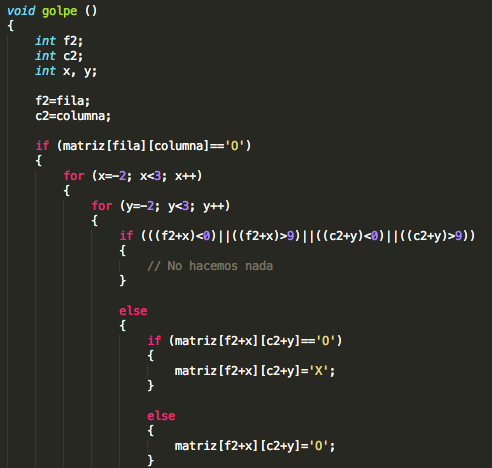 void golpe ()
{
    int f2;
    int c2;
    int x, y;

    f2=fila;
    c2=columna;

    if (matriz[fila][columna]=='O')
    {
        for (x=-2; x<3; x++)
        {
            for (y=-2; y<3; y++)
            {
                if (((f2+x)<0)||((f2+x)>9)||((c2+y)<0)||((c2+y)>9))
                {
                    // No hacemos nada
                }

                else
                {
                    if (matriz[f2+x][c2+y]=='O')
                    {
                        matriz[f2+x][c2+y]='X';
                    }

                    else
                    {
                        matriz[f2+x][c2+y]='O';
                    }